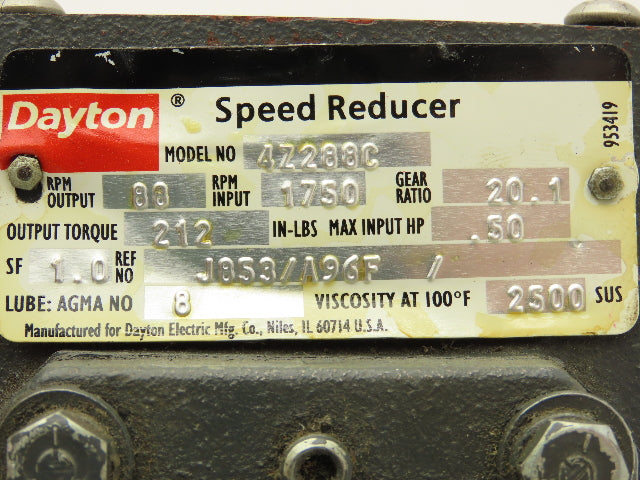 Dayton® Speed Reducer
MODEL NO 4Z288C
RPM OUTPUT 88 RPM INPUT 1750 GEAR RATIO 20.1
OUTPUT TORQUE 212 IN-LBS MAX INPUT HP .50
SF 1.0 REF NO J853/A96F /
LUBE: AGMA NO 8 VISCOSITY AT 100°F 2500 SUS
Manufactured for Dayton Electric Mfg. Co., Niles, IL 60714 U.S.A.
953419